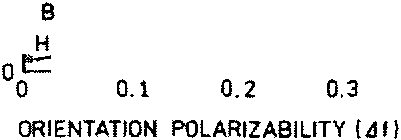 B
H
0
0 0.1 0.2 0.3
ORIENTATION POLARIZABILITY (Δf)